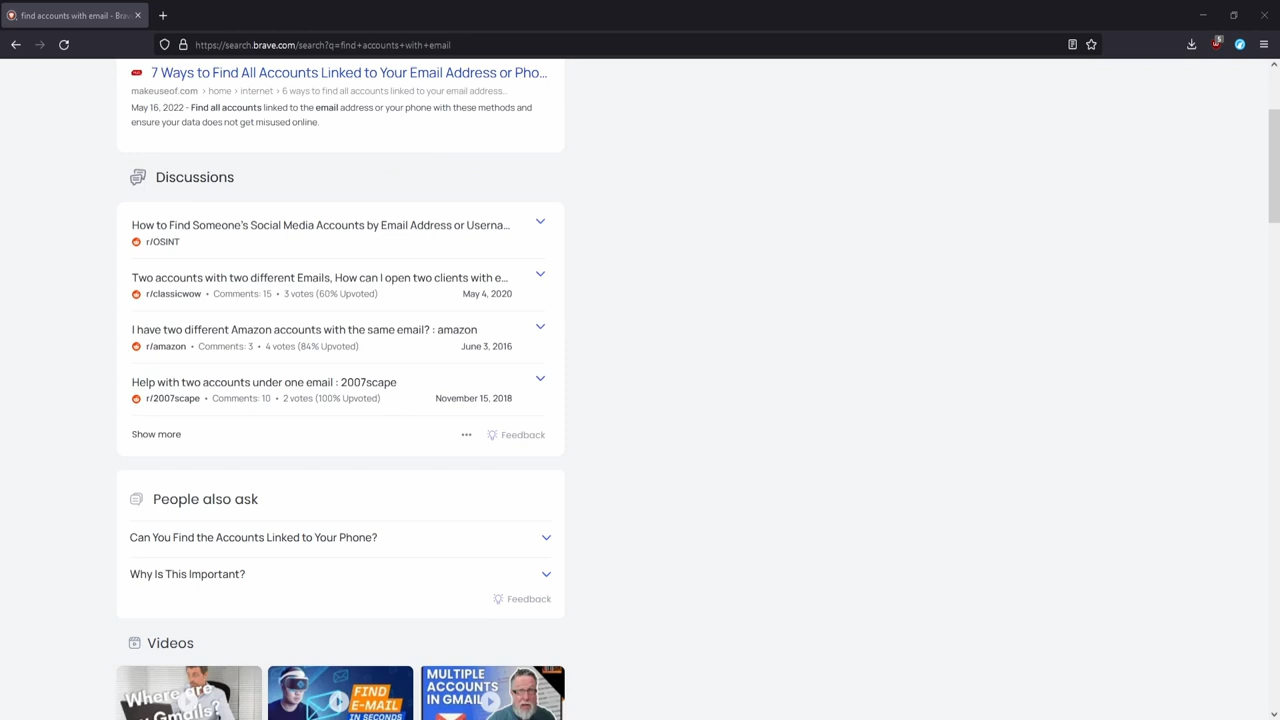 find accounts with email - Brav
https://search.brave.com/search?q=find+accounts+with+email
5
7 Ways to Find All Accounts Linked to Your Email Address or Pho...
makeuseof.com › home › internet › 6 ways to find all accounts linked to your email address...
May 16, 2022 - Find all accounts linked to the email address or your phone with these methods and
ensure your data does not get misused online.
Discussions
How to Find Someone's Social Media Accounts by Email Address or Userna...
r/OSINT
Two accounts with two different Emails, How can I open two clients with e...
r/classicwow • Comments: 15 • 3 votes (60% Upvoted) May 4, 2020
I have two different Amazon accounts with the same email? : amazon
r/amazon • Comments: 3 • 4 votes (84% Upvoted) June 3, 2016
Help with two accounts under one email : 2007scape
r/2007scape • Comments: 10 • 2 votes (100% Upvoted) November 15, 2018
Show more ••• Feedback
People also ask
Can You Find the Accounts Linked to Your Phone?
Why Is This Important?
Feedback
Videos
Where are
Gmails?
FIND
E-MAIL
IN SECONDS
MULTIPLE
ACCOUNTS
IN GMAIL